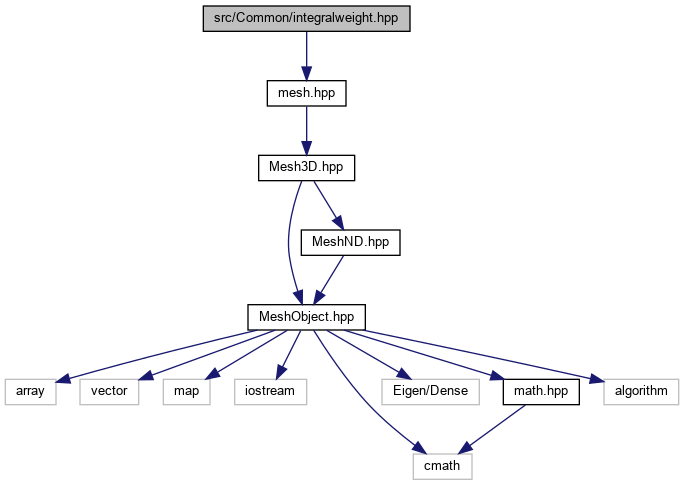 src/Common/integralweight.hpp
mesh.hpp
Mesh3D.hpp
MeshND.hpp
MeshObject.hpp
array
vector
map
iostream
Eigen/Dense
math.hpp
algorithm
cmath